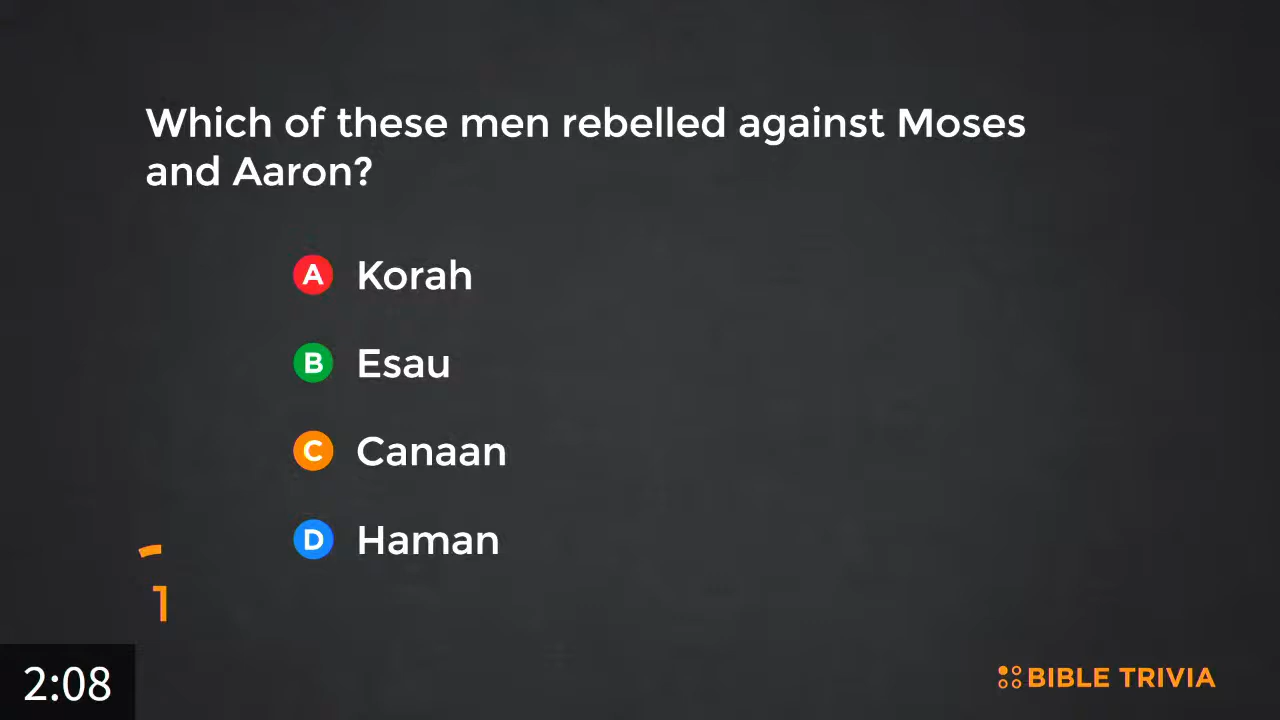 Which of these men rebelled against Moses
and Aaron?
A Korah
B Esau
C Canaan
D Haman
1
2:08
BIBLE TRIVIA